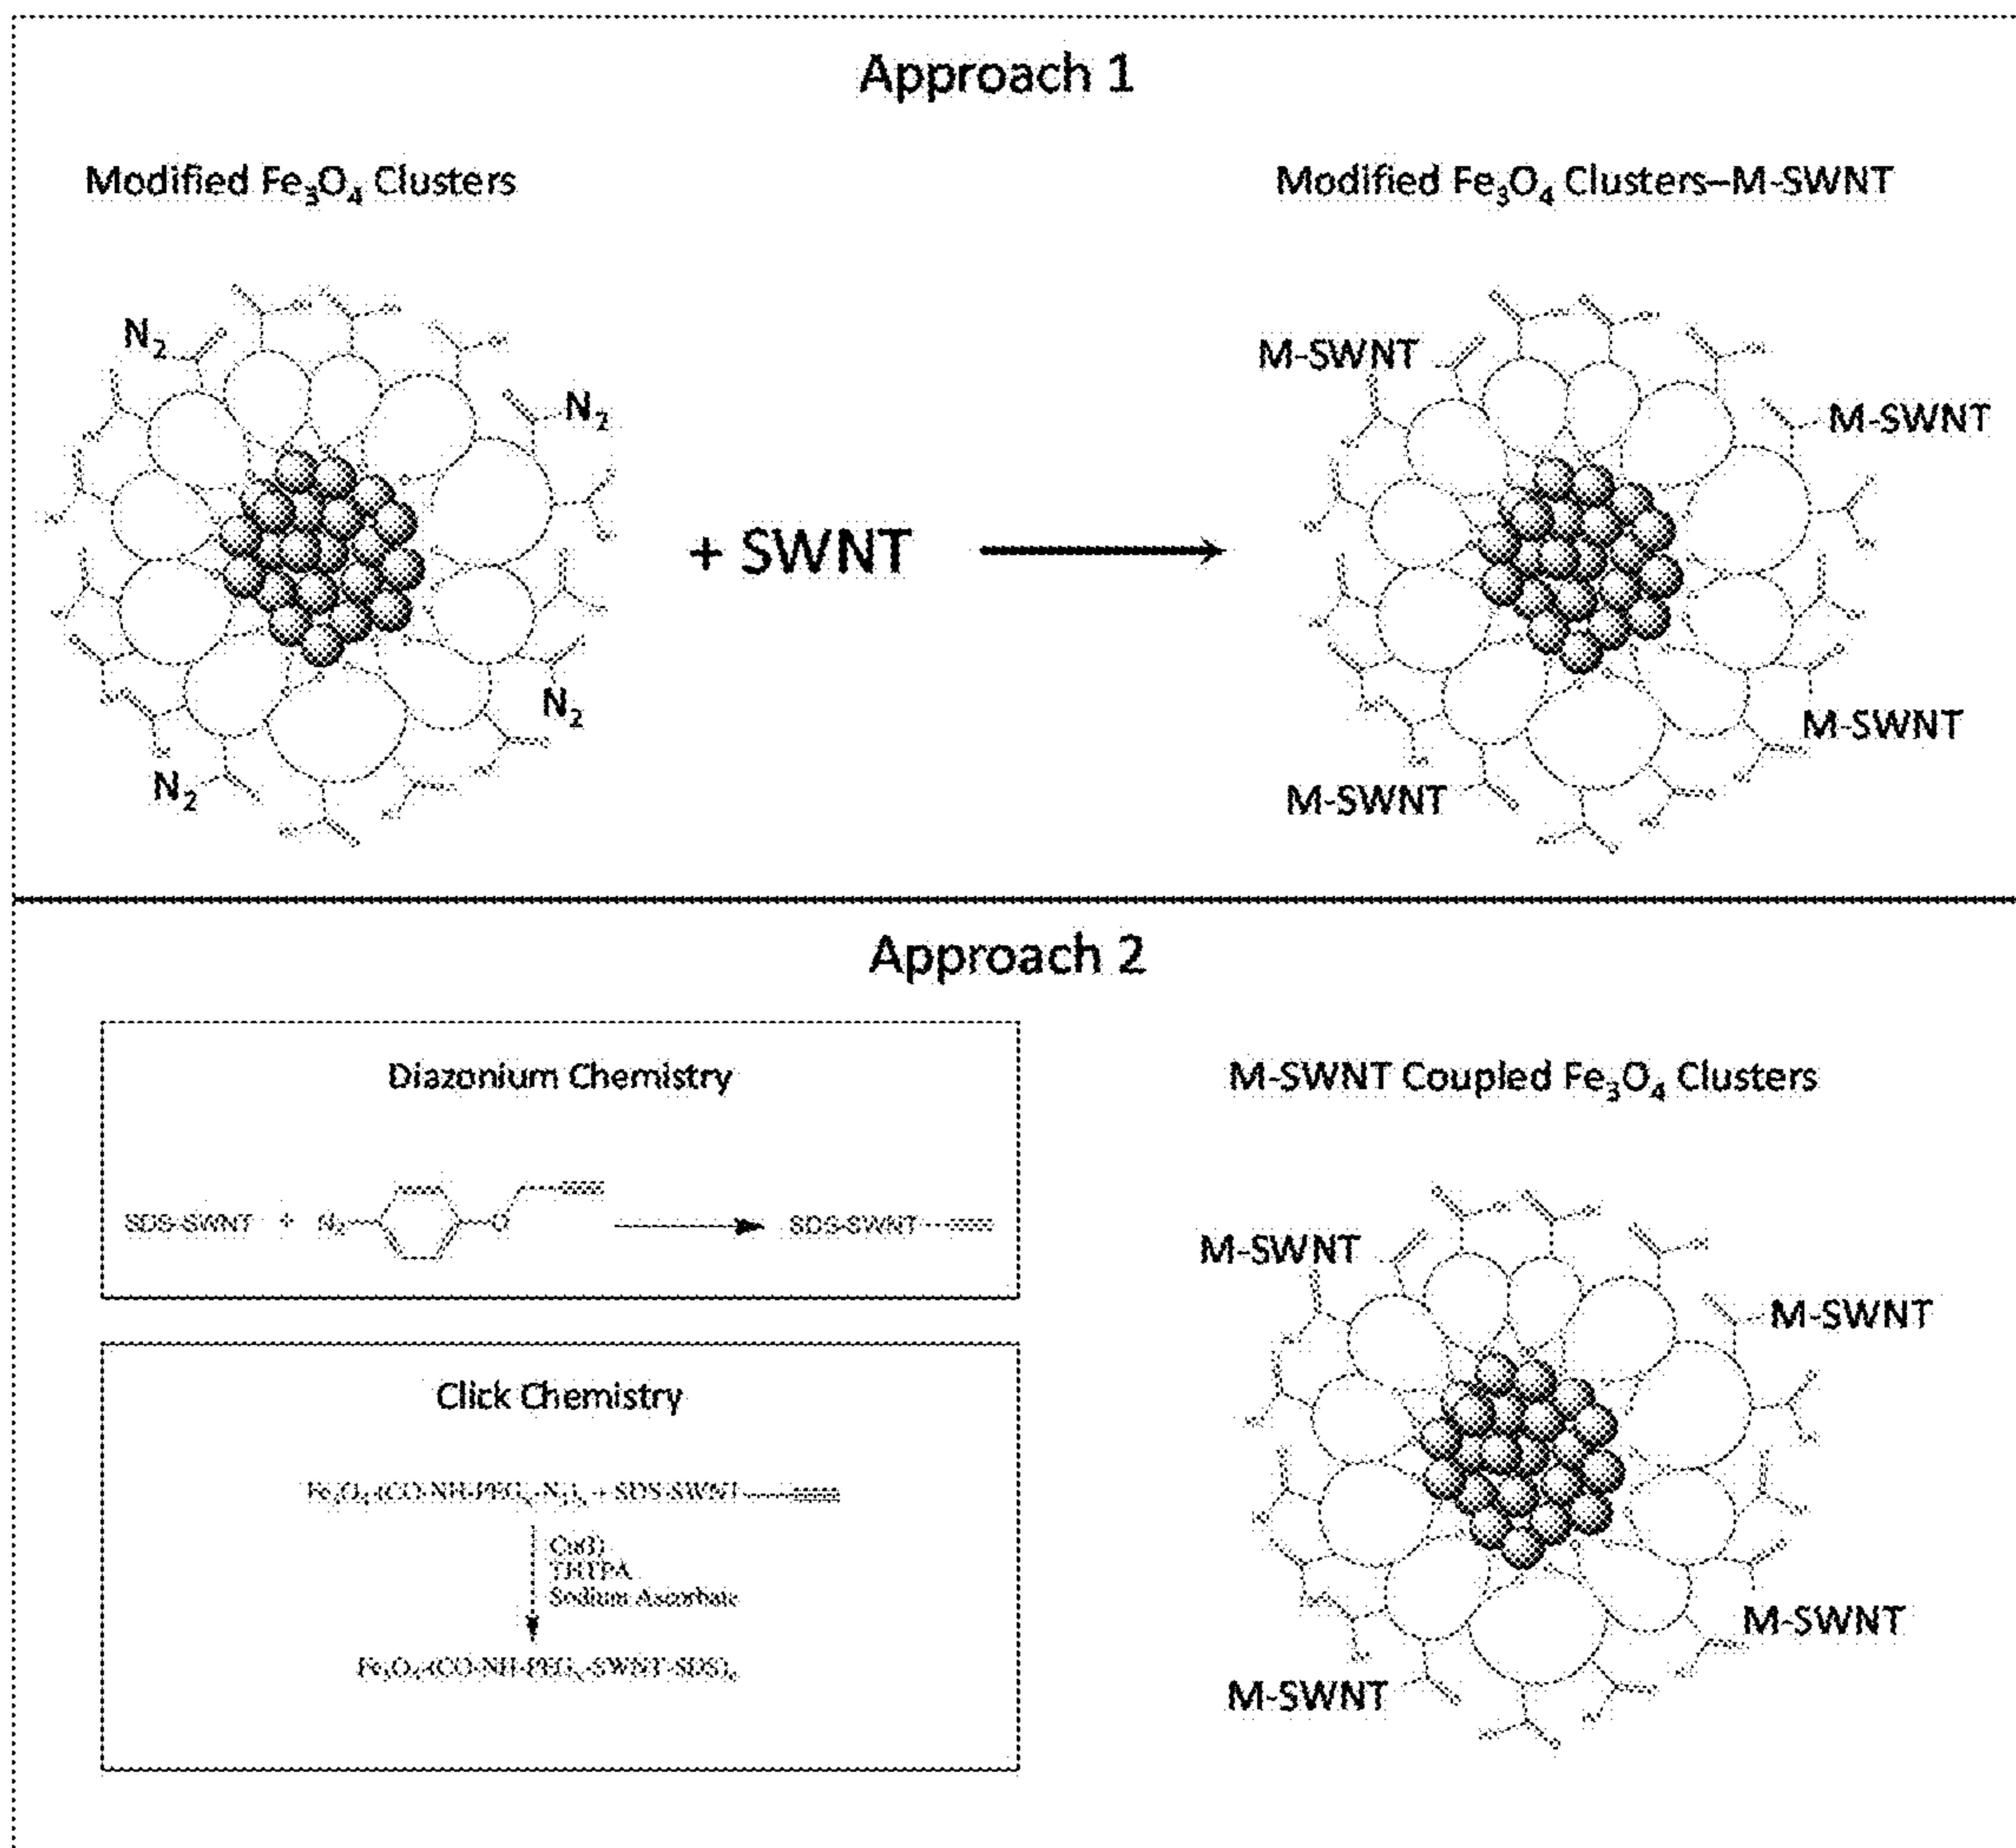 Approach 1
Modified Fe₃O₄ Clusters
Modified Fe₃O₄ Clusters–M-SWNT
N₂
N₂
N₂
N₂
+ SWNT
M-SWNT
M-SWNT
M-SWNT
M-SWNT
Approach 2
Diazonium Chemistry
SDS-SWNT + N₂ O SDS-SWNT
Click Chemistry
+ SDS-SWNT
Sodium Ascorbate
M-SWNT Coupled Fe₃O₄ Clusters
M-SWNT
M-SWNT
M-SWNT
M-SWNT